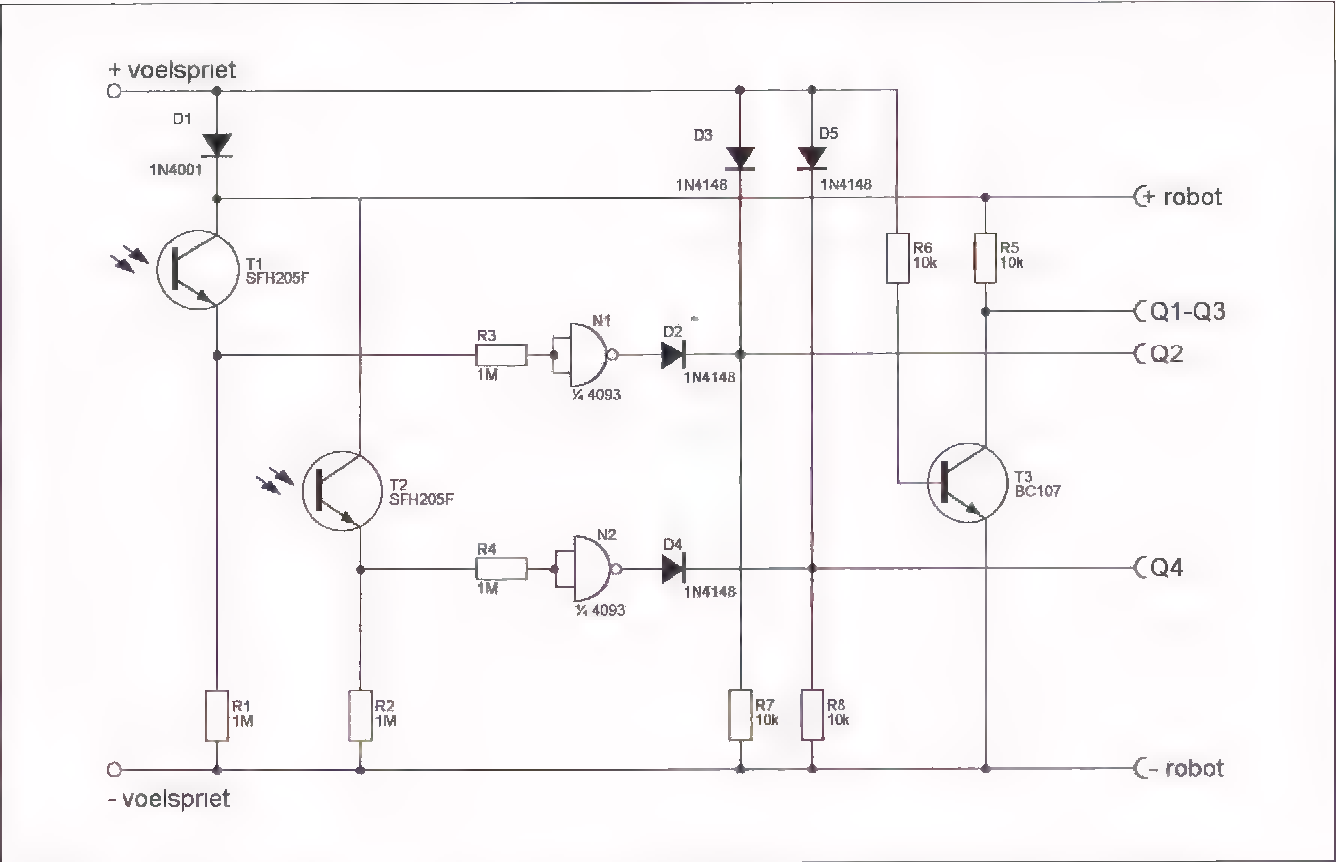 + voelspriet
D1
1N4001
D3
1N4148
D5
1N4148
+ robot
T1
SFH205F
R6
10k
R5
10k
Q1-Q3
R3
1M
N1
¼ 4093
D2
1N4148
Q2
T2
SFH205F
T3
BC107
R4
1M
N2
¼ 4093
D4
1N4148
Q4
R1
1M
R2
1M
R7
10k
R8
10k
- robot
- voelspriet